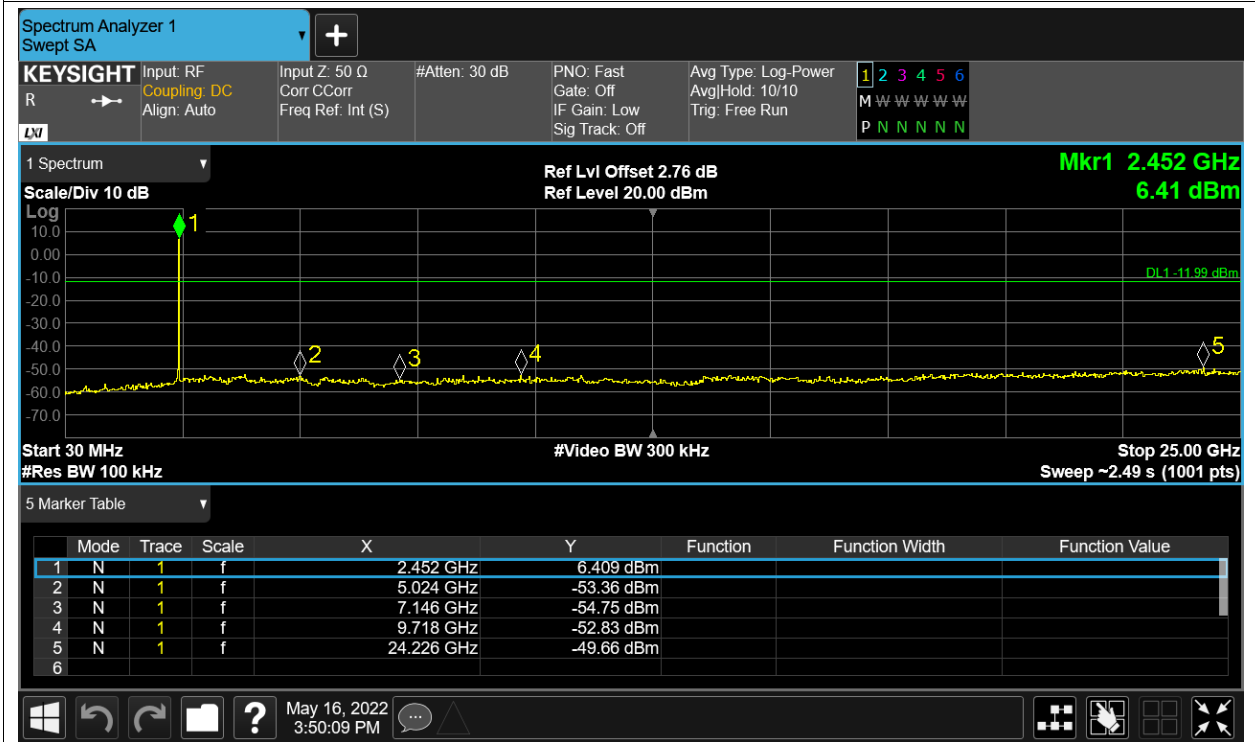 Spectrum Analyzer 1
Swept SA
KEYSIGHT
R
LXI
Input: RF
Coupling: DC
Align: Auto
Input Z: 50 Ω
Corr CCorr
Freq Ref: Int (S)
#Atten: 30 dB
PNO: Fast
Gate: Off
IF Gain: Low
Sig Track: Off
Avg Type: Log-Power
Avg|Hold: 10/10
Trig: Free Run
1 2 3 4 5 6
M W W W W W
P N N N N N
1 Spectrum
Scale/Div 10 dB
Ref Lvl Offset 2.76 dB
Ref Level 20.00 dBm
Mkr1 2.452 GHz
6.41 dBm
Log
10.0
0.00
-10.0
-20.0
-30.0
-40.0
-50.0
-60.0
-70.0
1
2
3
4
5
DL1 -11.99 dBm
Start 30 MHz
#Res BW 100 kHz
#Video BW 300 kHz
Stop 25.00 GHz
Sweep ~2.49 s (1001 pts)
5 Marker Table
Mode Trace Scale X Y Function Function Width Function Value
1 N 1 f 2.452 GHz 6.409 dBm
2 N 1 f 5.024 GHz -53.36 dBm
3 N 1 f 7.146 GHz -54.75 dBm
4 N 1 f 9.718 GHz -52.83 dBm
5 N 1 f 24.226 GHz -49.66 dBm
6
?
May 16, 2022
3:50:09 PM